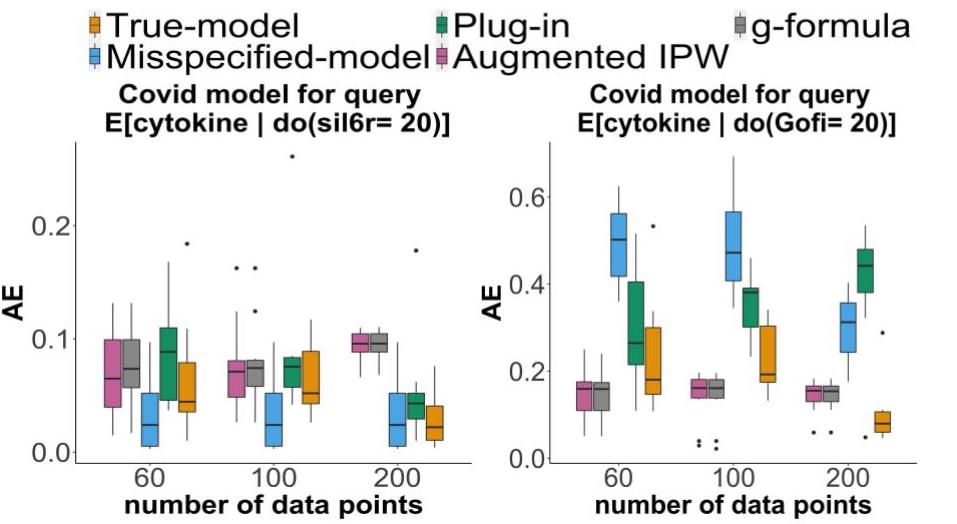 True-model Plug-in g-formula
Misspecified-model Augmented IPW
Covid model for query
E[cytokine | do(sil6r= 20)]
AE
0.2
0.1
0.0
60 100 200
number of data points
Covid model for query
E[cytokine | do(Gofi= 20)]
AE
0.6
0.4
0.2
0.0
60 100 200
number of data points